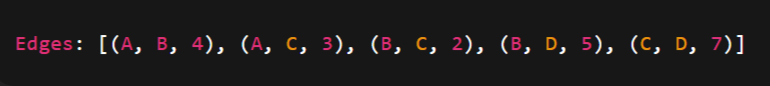 Edges: [(A, B, 4), (A, C, 3), (B, C, 2), (B, D, 5), (C, D, 7)]